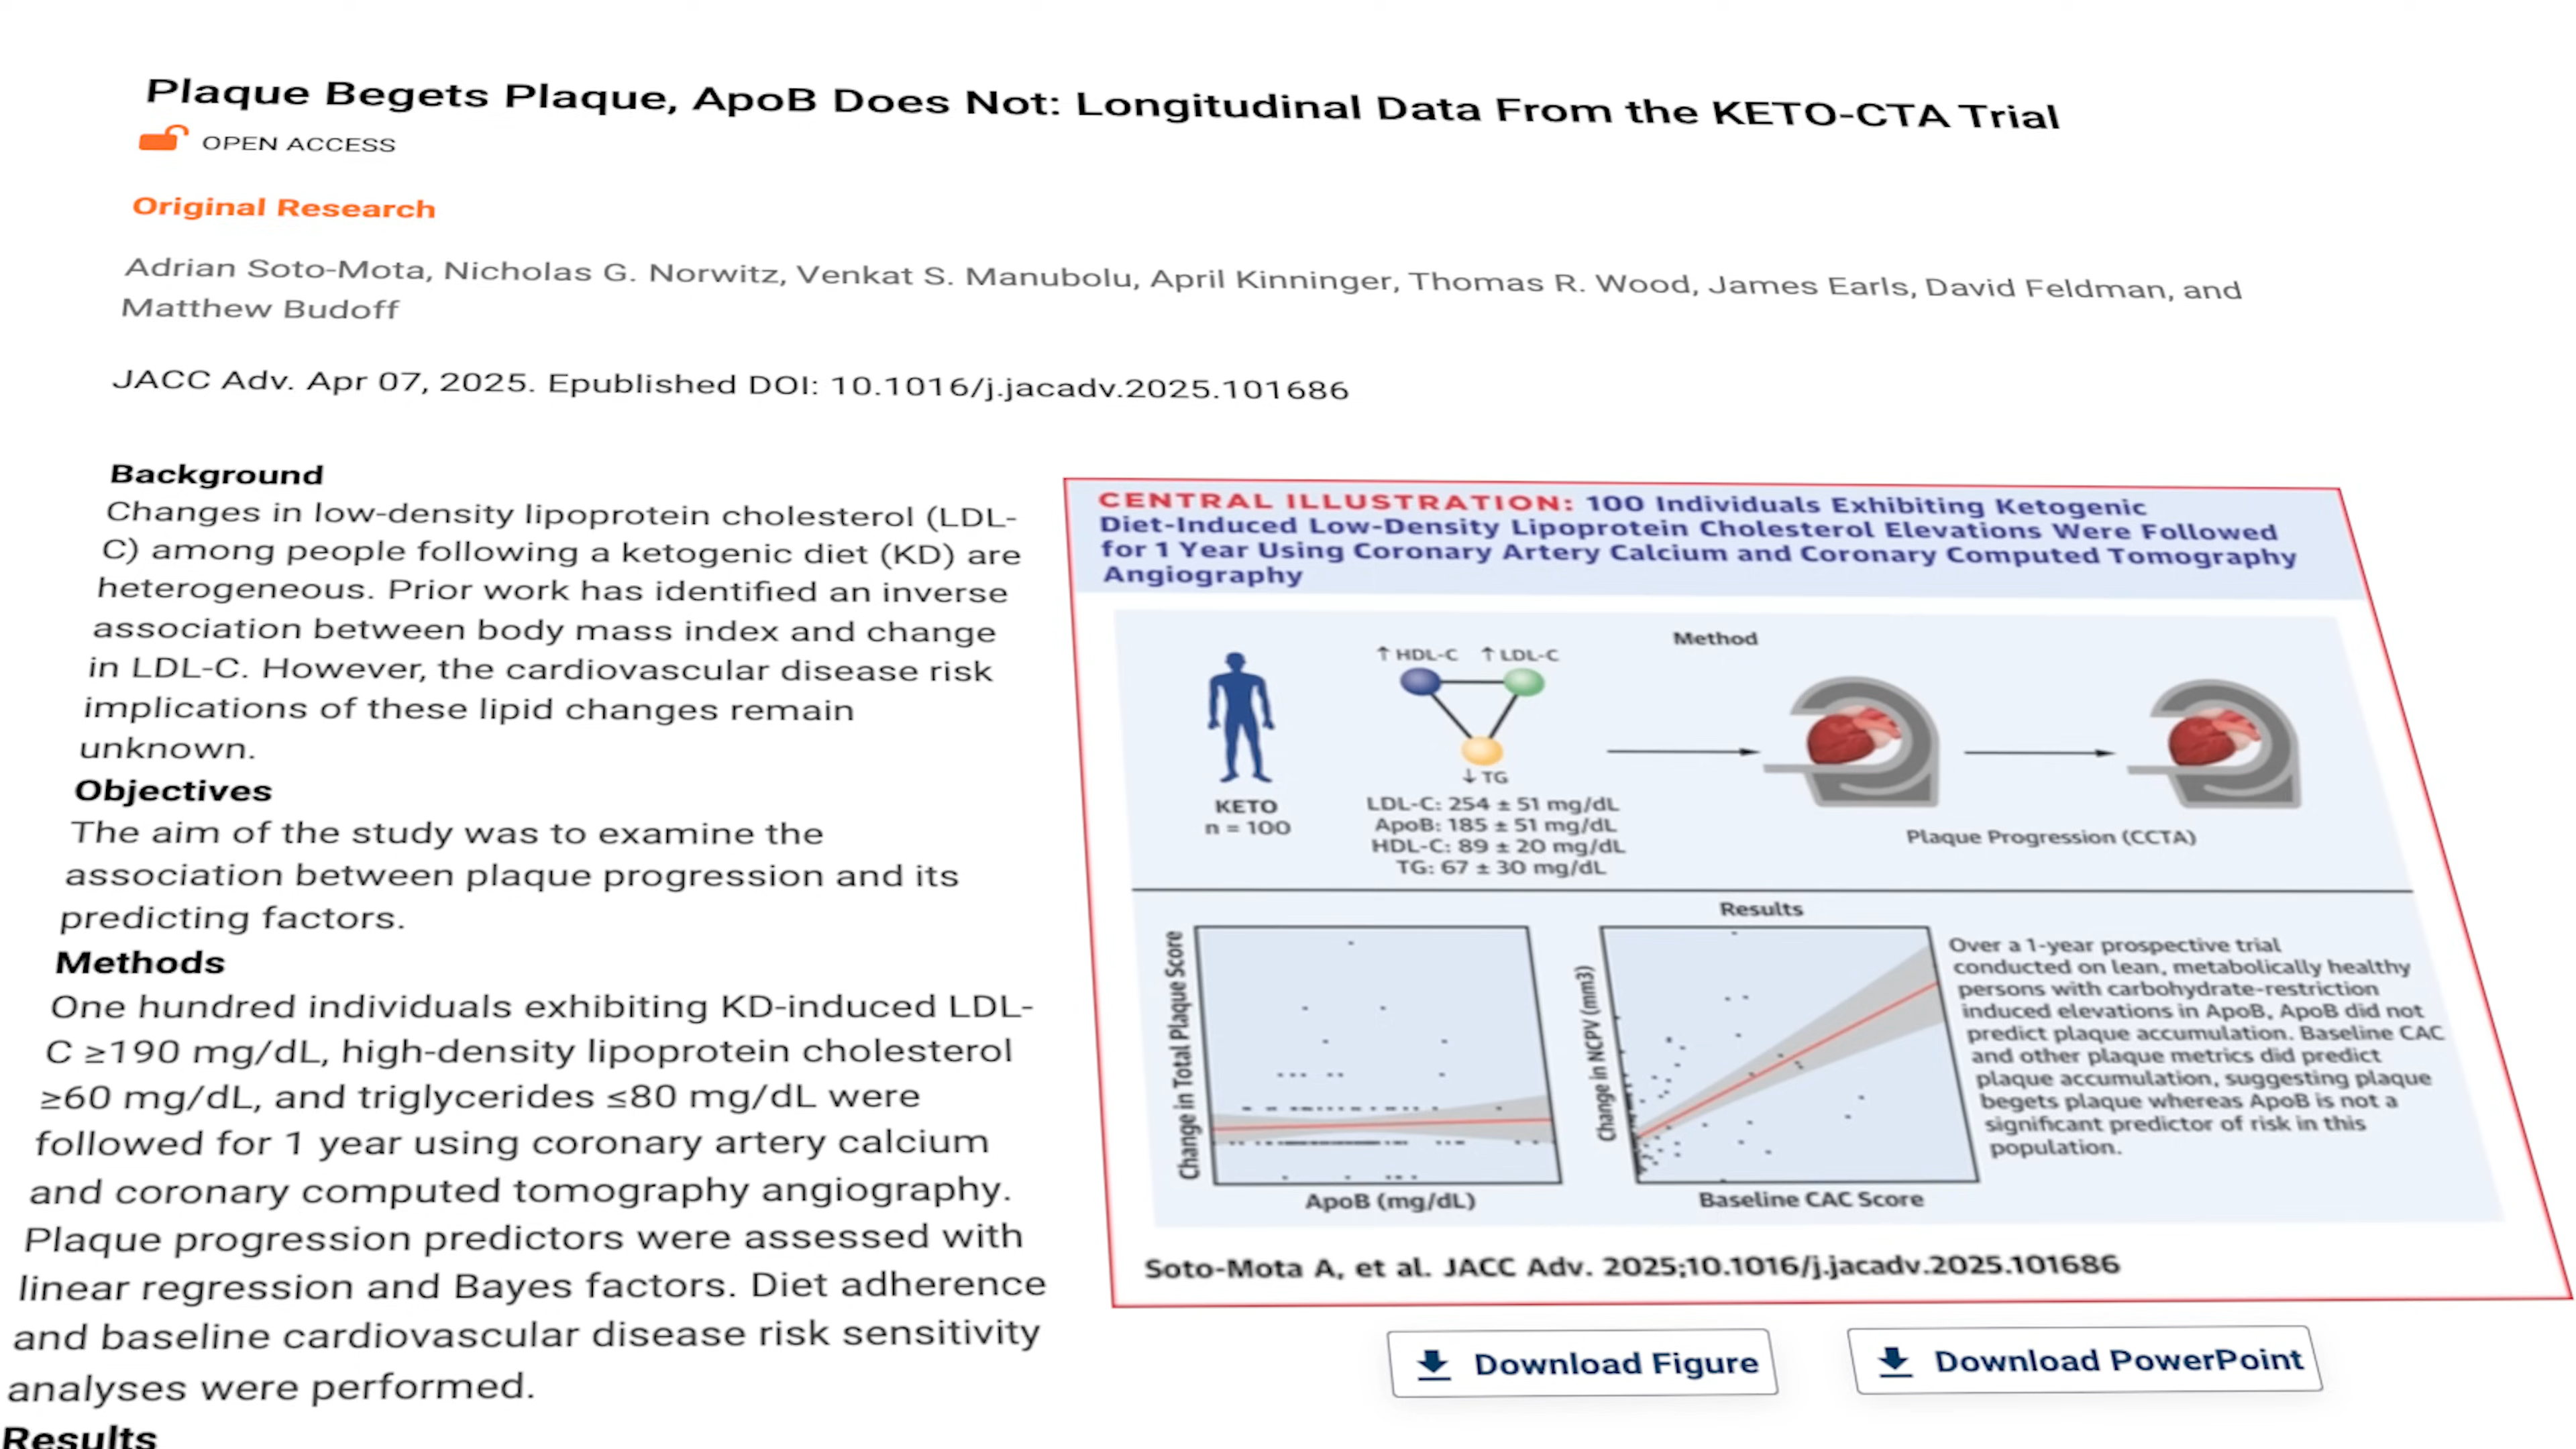 Plaque Begets Plaque, ApoB Does Not: Longitudinal Data From the KETO-CTA Trial
OPEN ACCESS
Original Research
Adrian Soto-Mota, Nicholas G. Norwitz, Venkat S. Manubolu, April Kinninger, Thomas R. Wood, James Earls, David Feldman, and
Matthew Budoff
JACC Adv. Apr 07, 2025. Epublished DOI: 10.1016/j.jacadv.2025.101686
Background
Changes in low-density lipoprotein cholesterol (LDL-
C) among people following a ketogenic diet (KD) are
heterogeneous. Prior work has identified an inverse
association between body mass index and change
in LDL-C. However, the cardiovascular disease risk
implications of these lipid changes remain
unknown.
Objectives
The aim of the study was to examine the
association between plaque progression and its
predicting factors.
Methods
One hundred individuals exhibiting KD-induced LDL-
C ≥190 mg/dL, high-density lipoprotein cholesterol
≥60 mg/dL, and triglycerides ≤80 mg/dL were
followed for 1 year using coronary artery calcium
and coronary computed tomography angiography.
Plaque progression predictors were assessed with
linear regression and Bayes factors. Diet adherence
and baseline cardiovascular disease risk sensitivity
analyses were performed.
Results
CENTRAL ILLUSTRATION: 100 Individuals Exhibiting Ketogenic
Diet-Induced Low-Density Lipoprotein Cholesterol Elevations Were Followed
for 1 Year Using Coronary Artery Calcium and Coronary Computed Tomography
Angiography
Method
↑ HDL-C ↑ LDL-C
↓ TG
KETO
n = 100
LDL-C: 254 ± 51 mg/dL
ApoB: 185 ± 51 mg/dL
HDL-C: 89 ± 20 mg/dL
TG: 67 ± 30 mg/dL
Plaque Progression (CCTA)
Results
Change in Total Plaque Score
ApoB (mg/dL)
Change in NCPV (mm3)
Baseline CAC Score
Over a 1-year prospective trial
conducted on lean, metabolically healthy
persons with carbohydrate-restriction
induced elevations in ApoB, ApoB did not
predict plaque accumulation. Baseline CAC
and other plaque metrics did predict
plaque accumulation, suggesting plaque
begets plaque whereas ApoB is not a
significant predictor of risk in this
population.
Soto-Mota A, et al. JACC Adv. 2025;10.1016/j.jacadv.2025.101686
Download Figure
Download PowerPoint